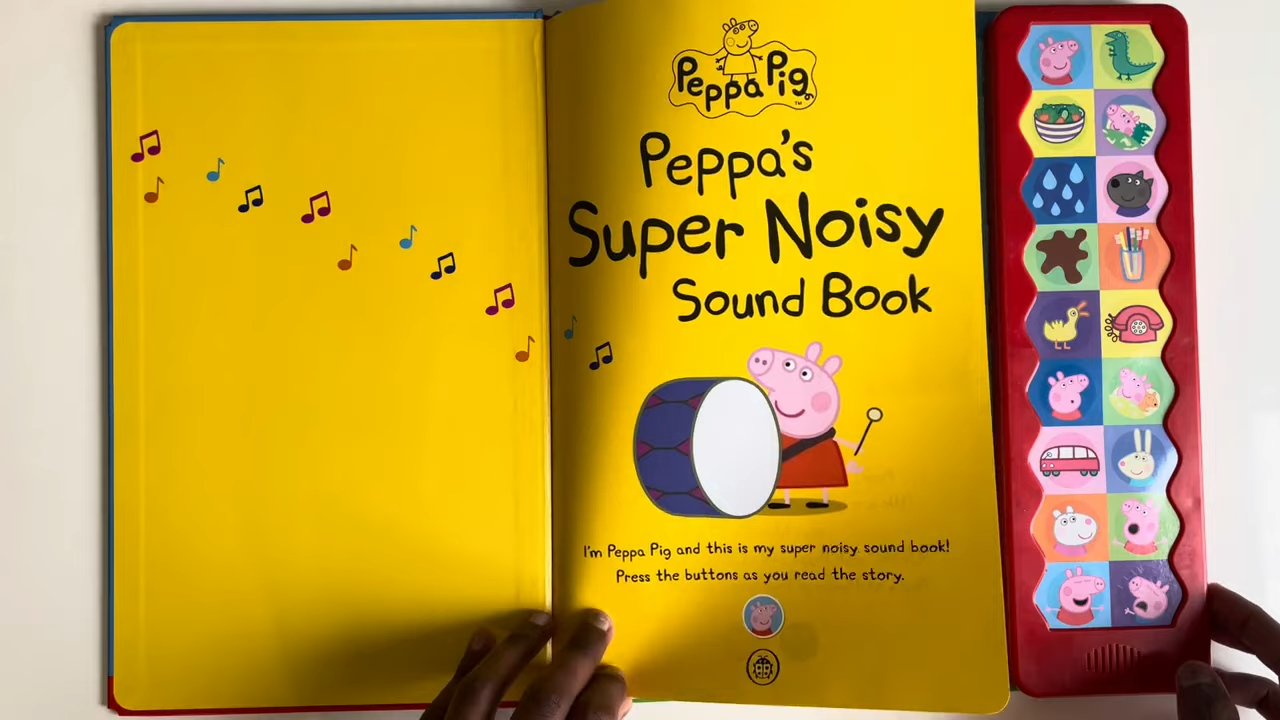 Peppa Pig
TM
Peppa's
Super Noisy
Sound Book
I'm Peppa Pig and this is my super noisy sound book!
Press the buttons as you read the story.